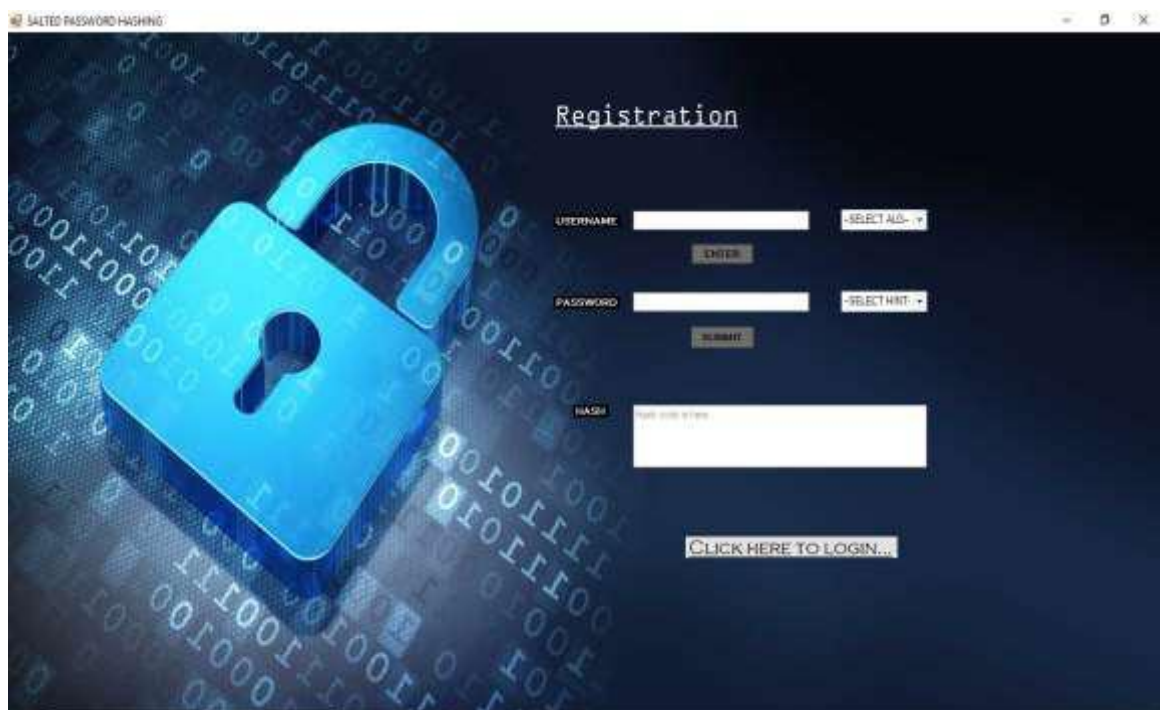 SALTED PASSWORD HASHING
Registration
USERNAME
-SELECT ALG-
ENTER
PASSWORD
-SELECT HINT-
SUBMIT
HASH
CLICK HERE TO LOGIN...